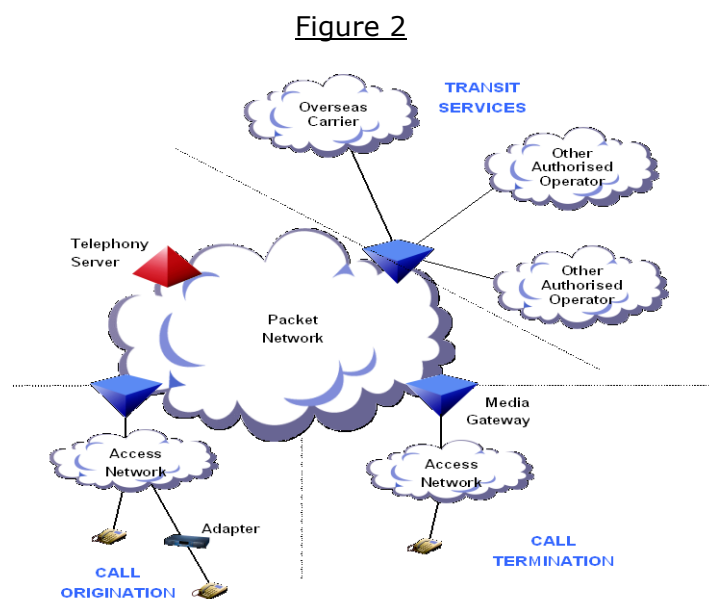 Figure 2
TRANSIT
SERVICES
Overseas
Carrier
Other
Authorised
Operator
Telephony
Server
Other
Authorised
Operator
Packet
Network
Media
Gateway
Access
Network
Access
Network
Adapter
CALL
ORIGINATION
CALL
TERMINATION